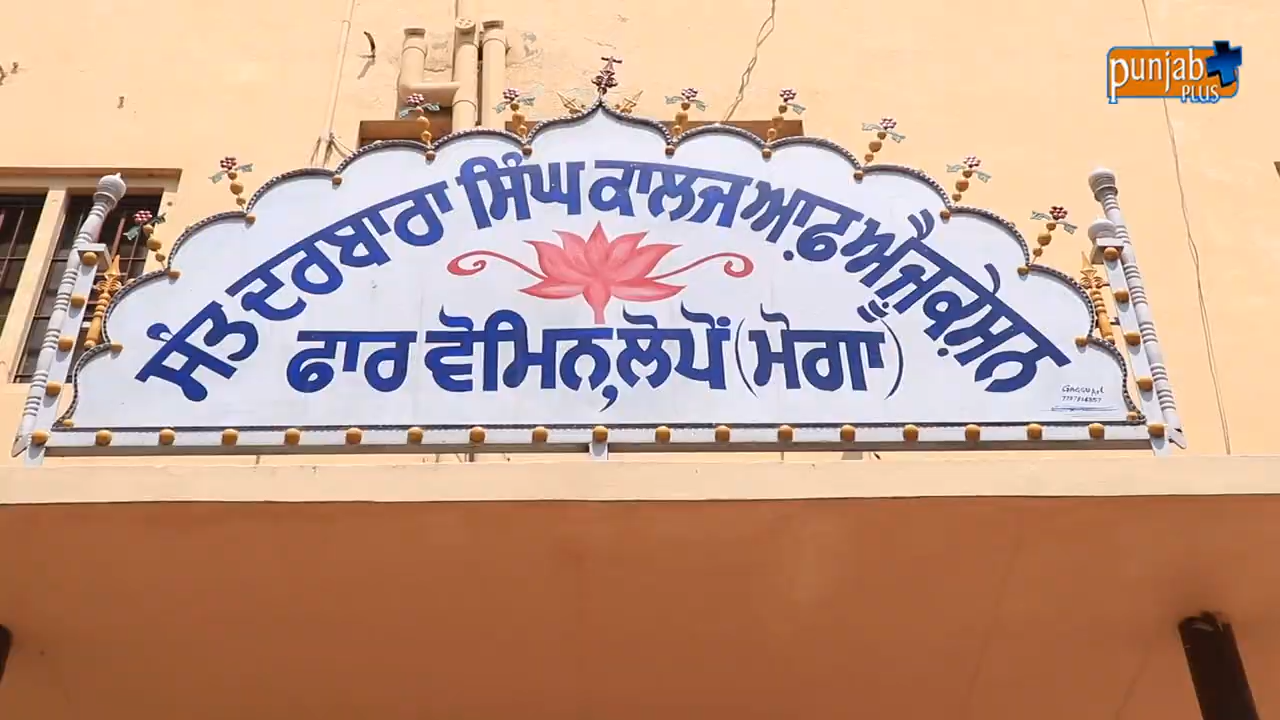 ਸੰਤ ਦਰਬਾਰਾ ਸਿੰਘ ਕਾਲਜ ਆਫ਼ ਐਜੂਕੇਸ਼ਨ
ਫਾਰ ਵੋਮਿਨ, ਲੋਪੋਂ (ਮੋਗਾ)
punjab
PLUS